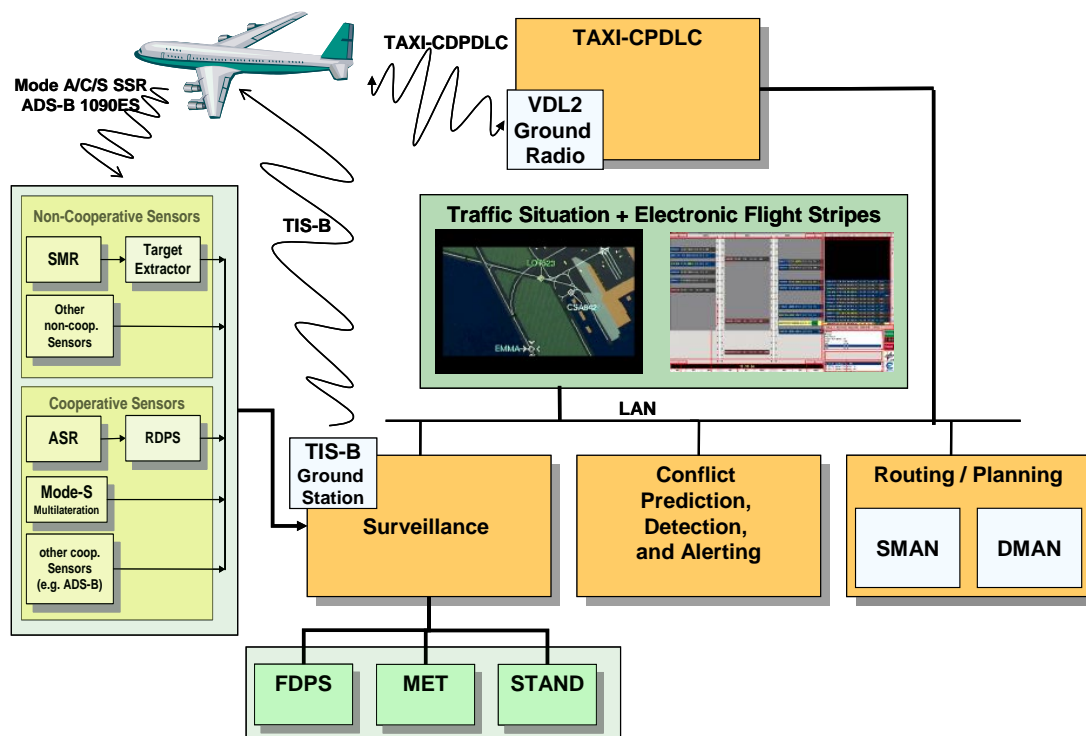 TAXI-CDPDLC
TAXI-CPDLC
Mode A/C/S SSR
ADS-B 1090ES
VDL2
Ground
Radio
TIS-B
Non-Cooperative Sensors
SMR
Target
Extractor
Other
non-coop.
Sensors
Cooperative Sensors
ASR
RDPS
Mode-S
Multilateration
other coop.
Sensors
(e.g. ADS-B)
Traffic Situation + Electronic Flight Stripes
CSA842
EMMA
LAN
TIS-B
Ground
Station
Surveillance
Conflict
Prediction,
Detection,
and Alerting
Routing / Planning
SMAN
DMAN
FDPS
MET
STAND